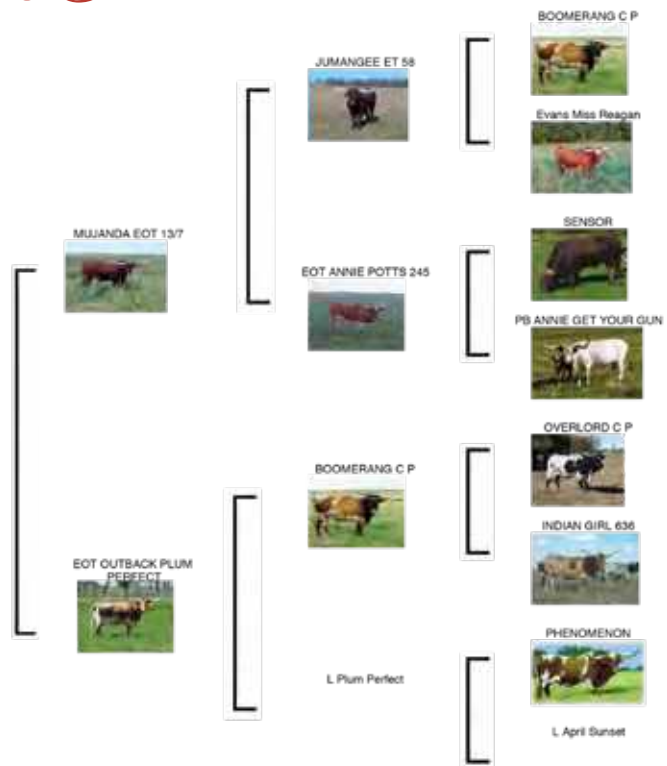 BOOMERANG C P
JUMANGEE ET 58
Evans Miss Reagan
MUJANDA EOT 13/7
SENSOR
EOT ANNIE POTTS 245
PB ANNIE GET YOUR GUN
OVERLORD C P
BOOMERANG C P
INDIAN GIRL 636
EOT OUTBACK PLUM
PERFECT
PHENOMENON
L Plum Perfect
L April Sunset